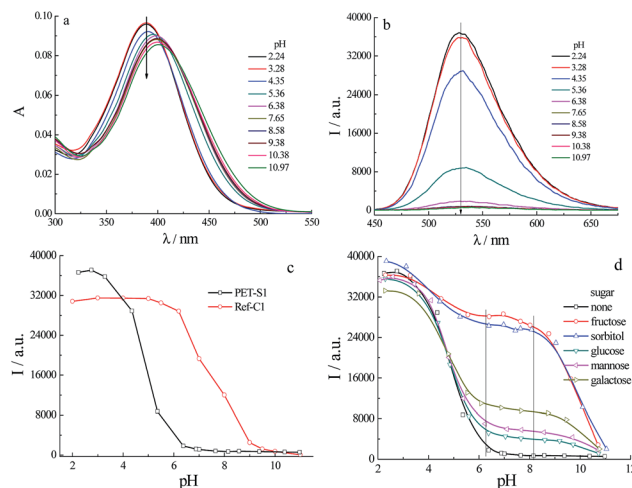 a
0.10
0.08
0.06
0.04
0.02
0.00
A
300
350
400
450
500
550
λ / nm
pH
2.24
3.28
4.35
5.36
6.38
7.65
8.58
9.38
10.38
10.97
b
40000
32000
24000
16000
8000
0
I / a.u.
460
500
550
600
650
λ / nm
pH
2.24
3.28
4.35
5.36
6.38
7.65
8.58
9.38
10.38
10.97
c
40000
32000
24000
16000
8000
0
I / a.u.
2
4
6
8
10
pH
PET-S1
Ref-C1
d
40000
32000
24000
16000
8000
0
I / a.u.
2
4
6
8
10
12
pH
sugar
none
fructose
sorbitol
glucose
mannose
galactose